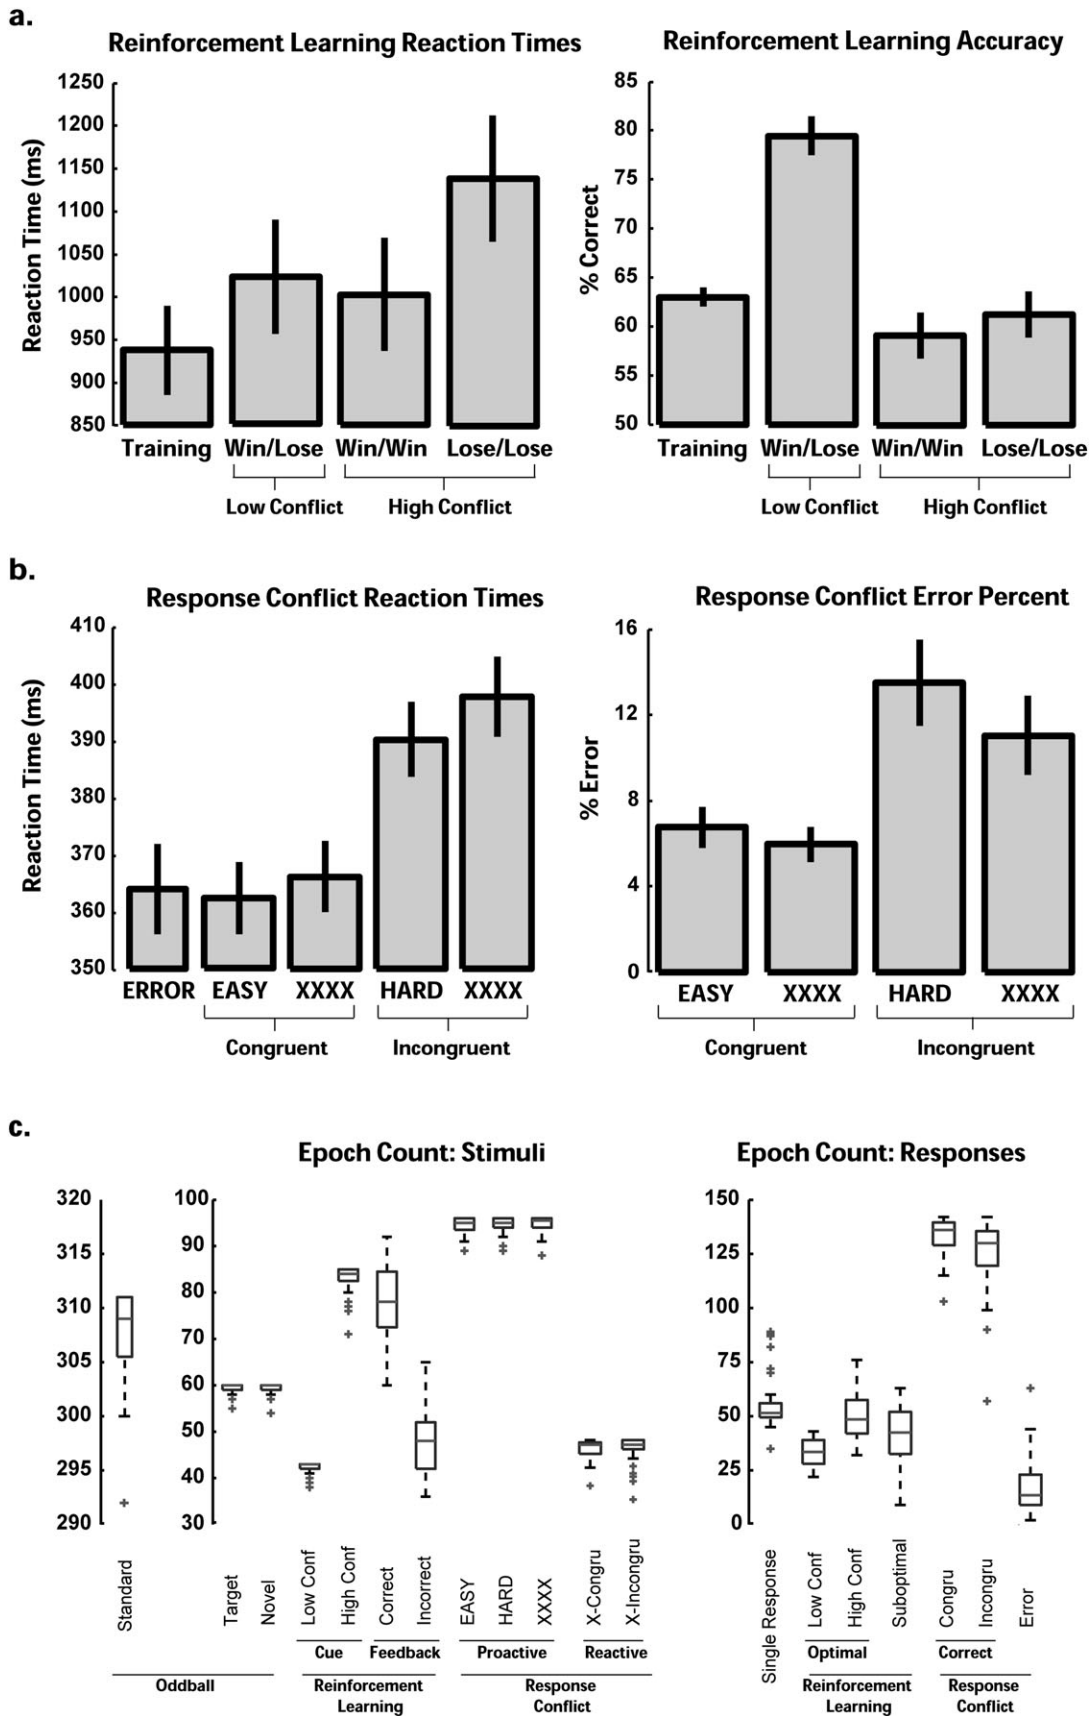 a.
Reinforcement Learning Reaction Times
Reaction Time (ms)
1250
1200
1150
1100
1050
1000
950
900
850
Training Win/Lose Win/Win Lose/Lose
Low Conflict High Conflict
Reinforcement Learning Accuracy
% Correct
85
80
75
70
65
60
55
50
Training Win/Lose Win/Win Lose/Lose
Low Conflict High Conflict
b.
Response Conflict Reaction Times
Reaction Time (ms)
410
400
390
380
370
360
350
ERROR EASY XXXX HARD XXXX
Congruent Incongruent
Response Conflict Error Percent
% Error
16
12
8
4
0
EASY XXXX HARD XXXX
Congruent Incongruent
c.
Epoch Count: Stimuli
320
315
310
305
300
295
290
100
90
80
70
60
50
40
30
Standard
Target
Novel
Low Conf
High Conf
Correct
Incorrect
EASY
HARD
XXXX
X-Congru
X-Incongru
Cue Feedback Proactive Reactive
Oddball Reinforcement Response
Learning Conflict
Epoch Count: Responses
150
125
100
75
50
25
0
Single Response
Low Conf
High Conf
Suboptimal
Congru
Incongru
Error
Optimal Correct
Reinforcement Response
Learning Conflict